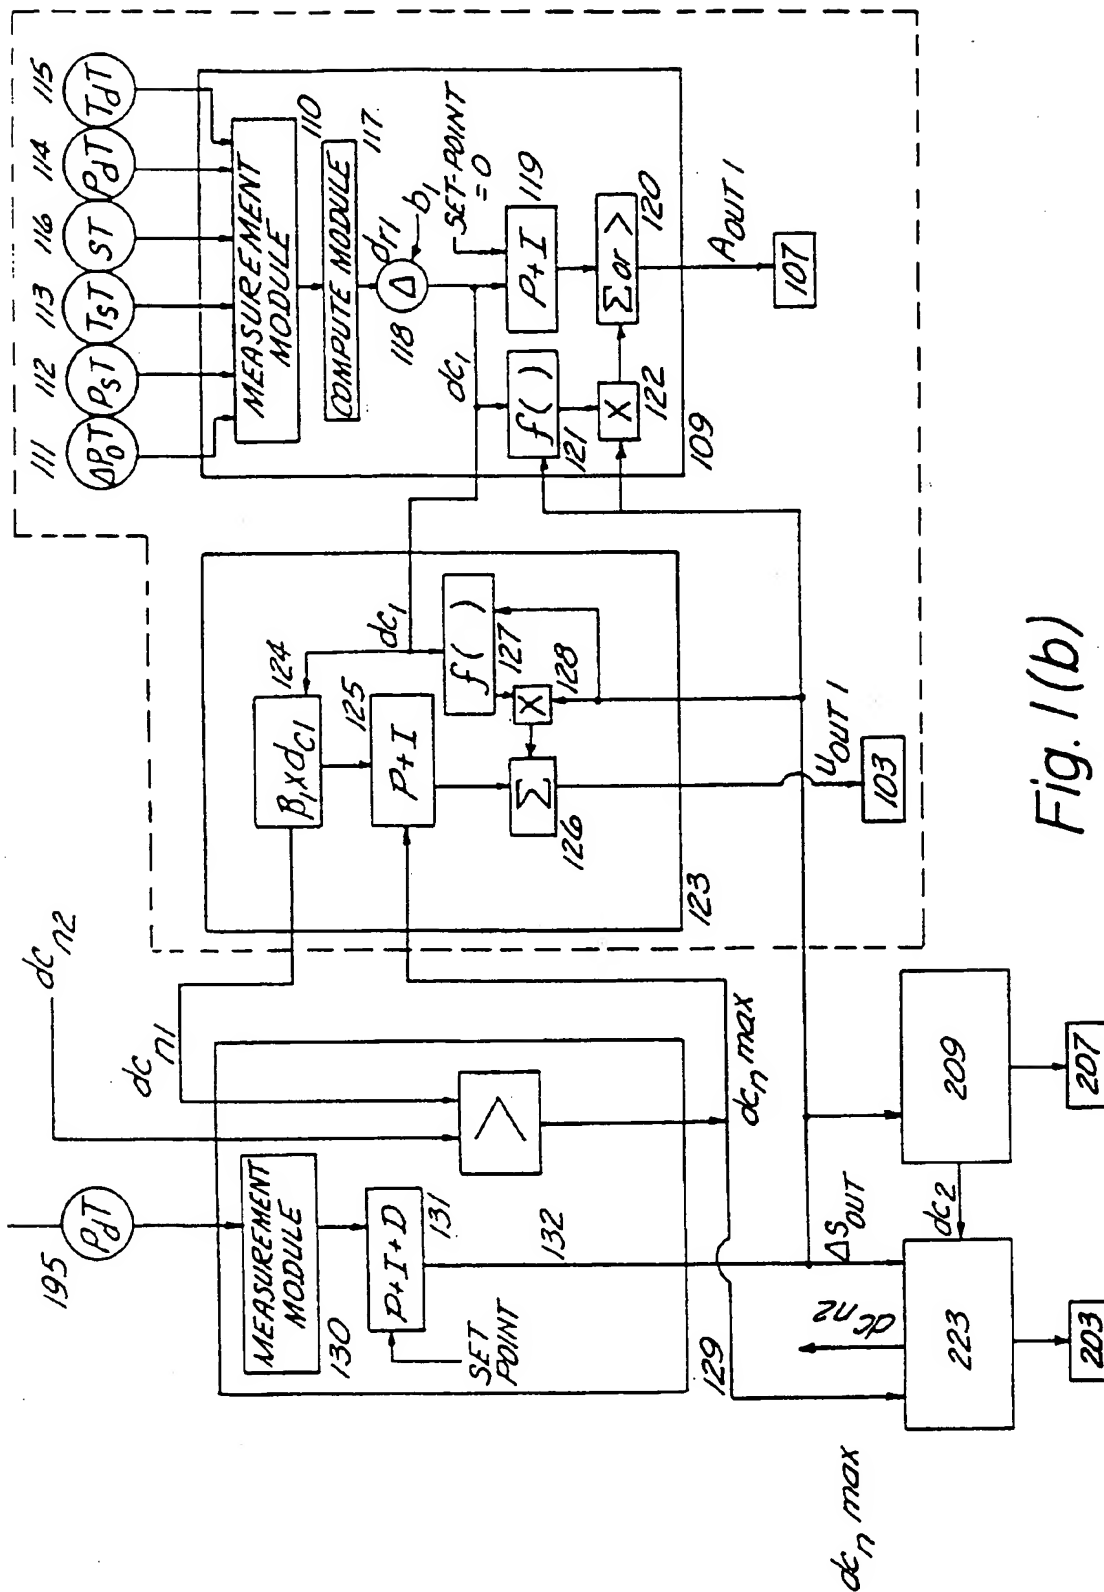 195
PdT
MEASUREMENT
MODULE
130
P+I+D
131
SET
POINT
132
>
129
dcn2
dcn1
dcn max
ΔSOUT
dcn2
dc2
223
209
203
207
dcn max
β1 x dC1
124
dc1
P+I
125
f( )
127
X
128
Σ
126
123
UOUT 1
103
111
112
113
116
114
115
ΔPoT
PsT
TsT
ST
PdT
TdT
MEASUREMENT
MODULE
110
COMPUTE MODULE
117
Δ
118
dr1
b1
dc1
SET-POINT
=0
P+I
119
f( )
121
X
122
Σ or >
120
109
AOUT 1
107
Fig. 1(b)